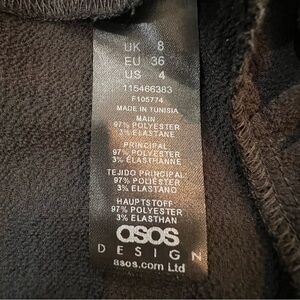 UK 8
EU 36
US 4
115466383
F105774
MADE IN TUNISIA
MAIN
97% POLYESTER
3% ELASTANE
PRINCIPAL
97% POLYESTER
3% ÉLASTHANNE
TEJIDO PRINCIPAL
97% POLIÉSTER
3% ELASTANO
HAUPTSTOFF
97% POLYESTER
3% ELASTHAN
asos
DESIGN
asos.com Ltd